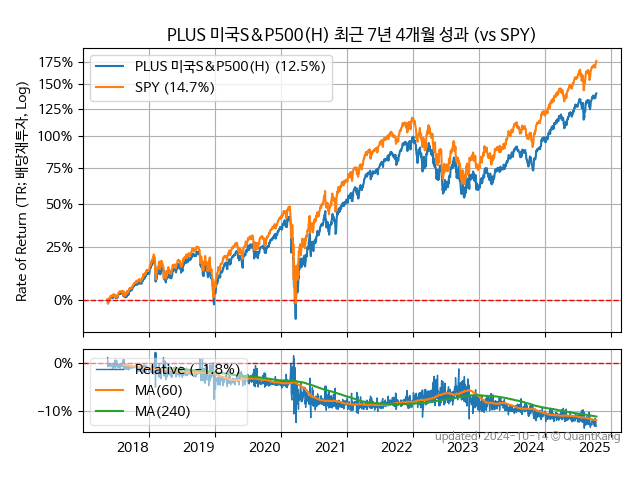 PLUS 미국S&P500(H) 최근 7년 4개월 성과 (vs SPY)
Rate of Return (TR: 배당재투자, Log)
175%
150%
125%
100%
75%
50%
25%
0%
PLUS 미국S&P500(H) (12.5%)
SPY (14.7%)
0%
−10%
Relative (−1.8%)
MA(60)
MA(240)
updated: 2024-10-14 © QuantKang
2018
2019
2020
2021
2022
2023
2024
2025